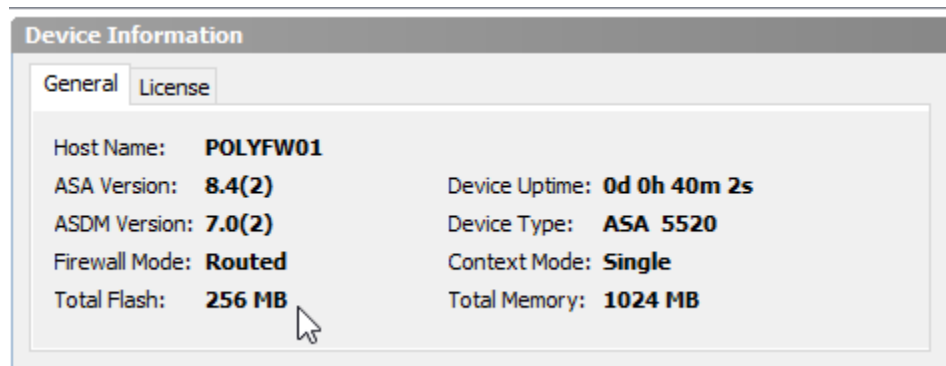 Device Information
General License
Host Name: POLYFW01
ASA Version: 8.4(2) Device Uptime: 0d 0h 40m 2s
ASDM Version: 7.0(2) Device Type: ASA 5520
Firewall Mode: Routed Context Mode: Single
Total Flash: 256 MB Total Memory: 1024 MB